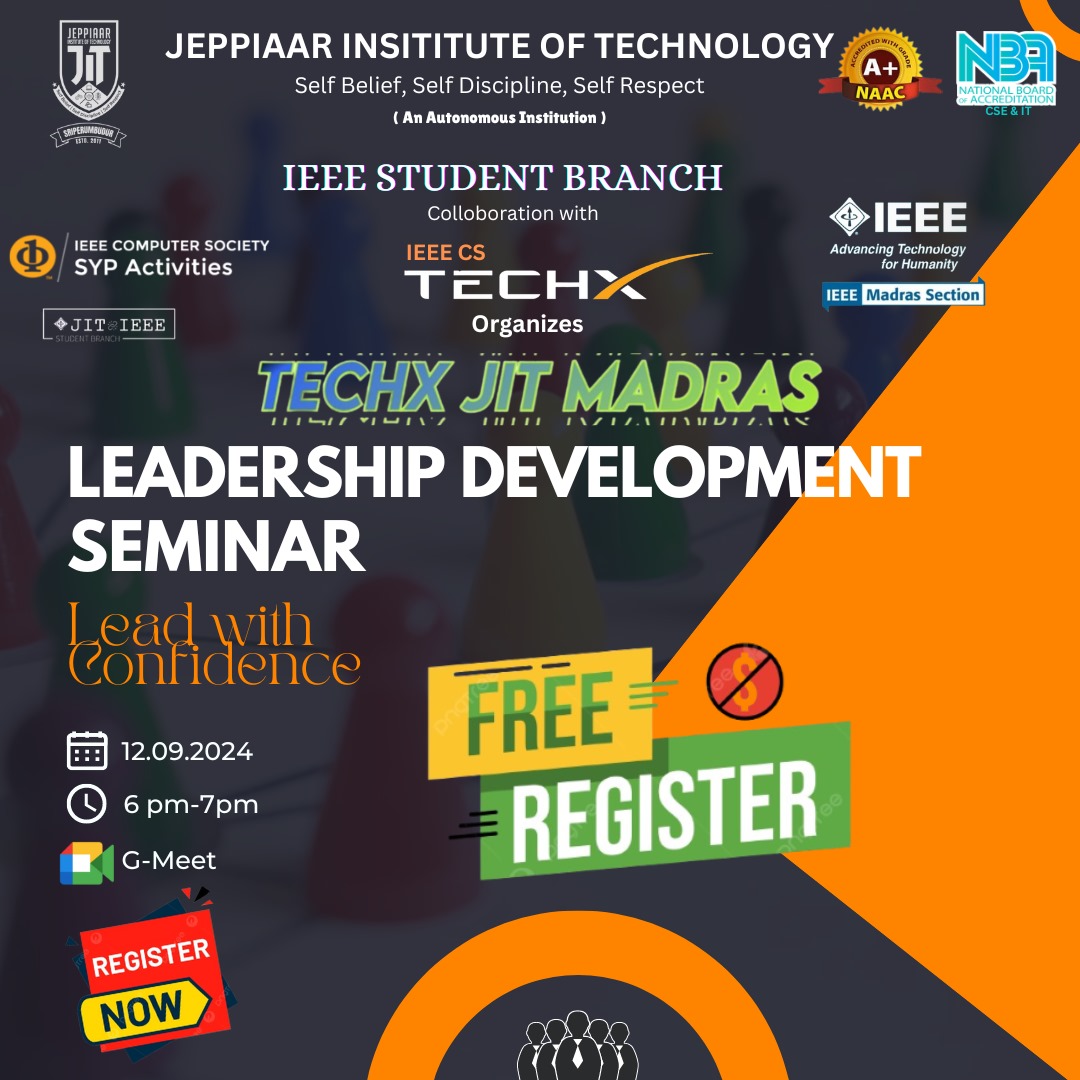 JEPPIAAR
INSTITUTE OF TECHNOLOGY
JIT
SRIPERUMBUDUR
ESTD. 2011
JEPPIAAR INSITITUTE OF TECHNOLOGY
Self Belief, Self Discipline, Self Respect
( An Autonomous Institution )
ACCREDITED WITH GRADE
A+
NAAC
NBA
NATIONAL BOARD
OF ACCREDITATION
CSE & IT
IEEE STUDENT BRANCH
Colloboration with
IEEE COMPUTER SOCIETY
SYP Activities
JIT IEEE
STUDENT BRANCH
IEEE CS
TECHX
Organizes
IEEE
Advancing Technology
for Humanity
IEEE Madras Section
TECHX JIT MADRAS
LEADERSHIP DEVELOPMENT
SEMINAR
Lead with
Confidence
12.09.2024
6 pm-7pm
G-Meet
FREE
$
REGISTER
REGISTER
NOW